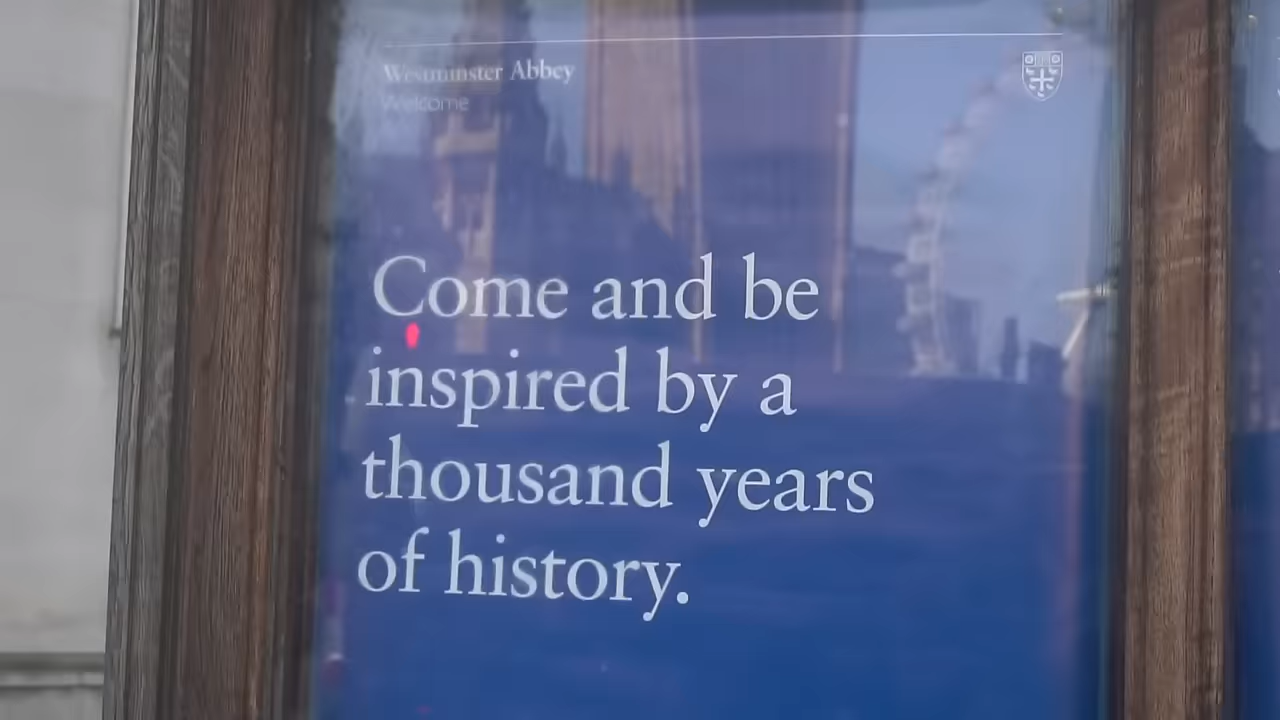 Westminster Abbey
Welcome
Come and be
inspired by a
thousand years
of history.